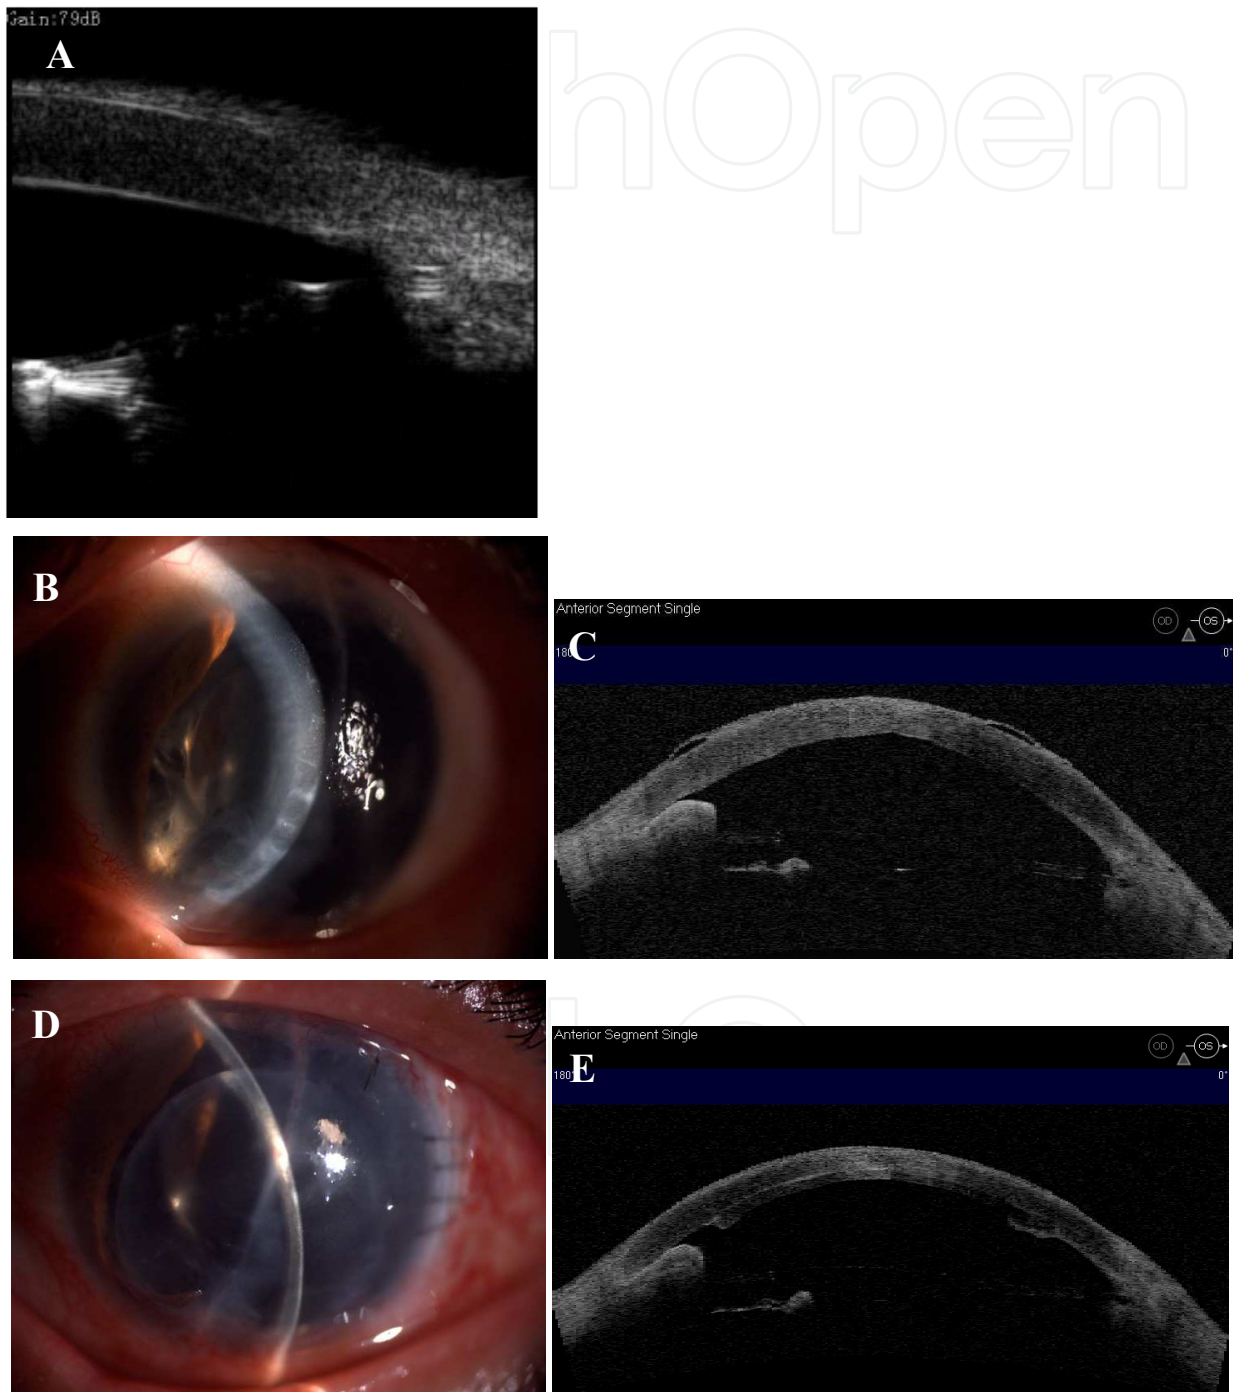 Gain:79dB
A
hOpen
B
Anterior Segment Single
C
OD
OS
180°
0°
D
Anterior Segment Single
E
OD
OS
180°
0°